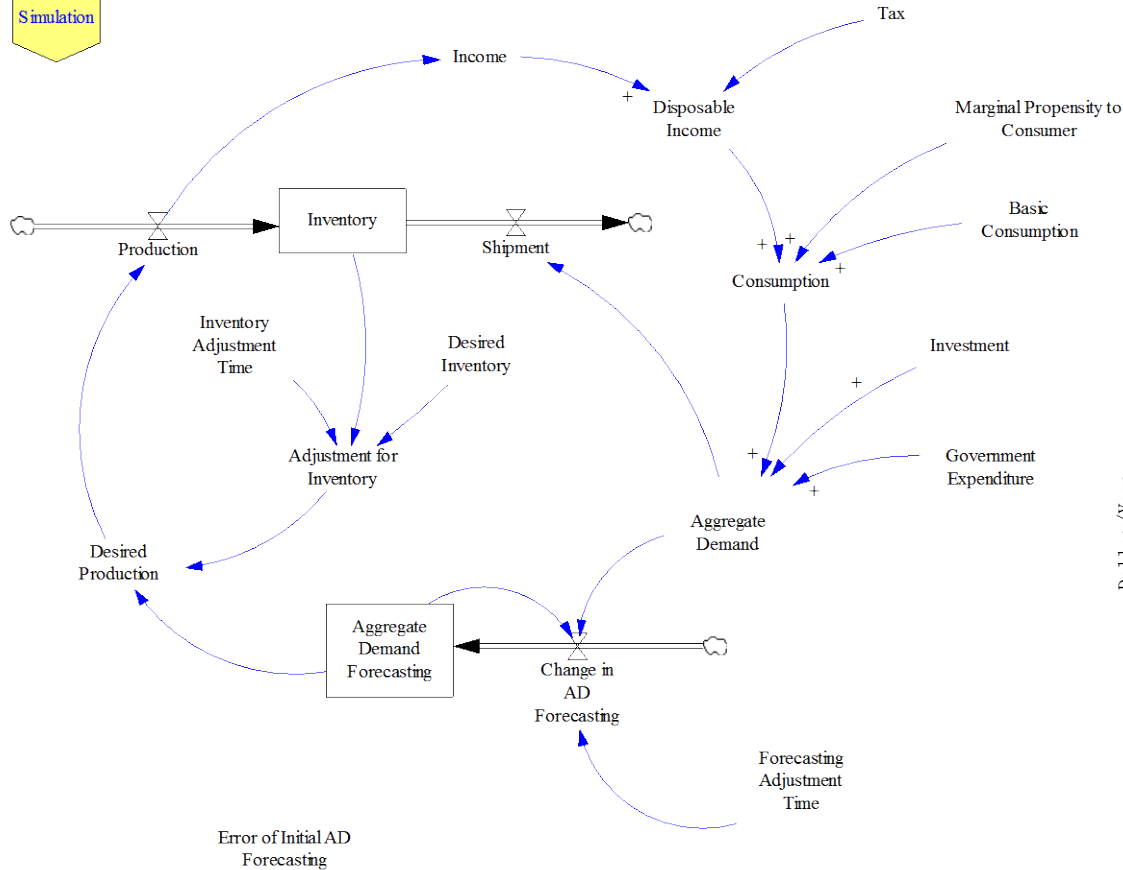 Simulation
Tax
Income
+
Disposable
Income
Marginal Propensity to
Consumer
Basic
Consumption
Inventory
Production
Shipment
+
+
+
Consumption
Inventory
Adjustment
Time
Desired
Inventory
Investment
+
Adjustment for
Inventory
+
Government
Expenditure
+
Aggregate
Demand
Desired
Production
Aggregate
Demand
Forecasting
Change in
AD
Forecasting
Forecasting
Adjustment
Time
Error of Initial AD
Forecasting